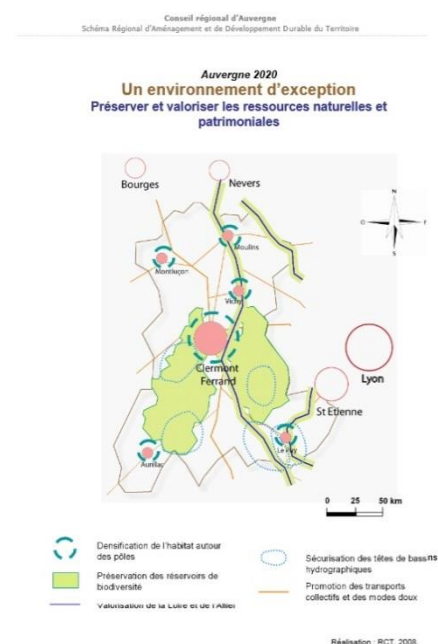 Conseil régional d'Auvergne
Schéma Régional d'Aménagement et de Développement Durable du Territoire
Auvergne 2020
Un environnement d'exception
Préserver et valoriser les ressources naturelles et
patrimoniales
Bourges
Nevers
N
O
E
S
Moulins
Montluçon
Vichy
Clermont
Ferrand
Lyon
St Etienne
Le Puy
Aurillac
0 25 50 km
Densification de l'habitat autour
des pôles
Préservation des réservoirs de
biodiversité
Valorisation de la Loire et de l'Allier
Sécurisation des têtes de bassins
hydrographiques
Promotion des transports
collectifs et des modes doux
Réalisation : RCT, 2008